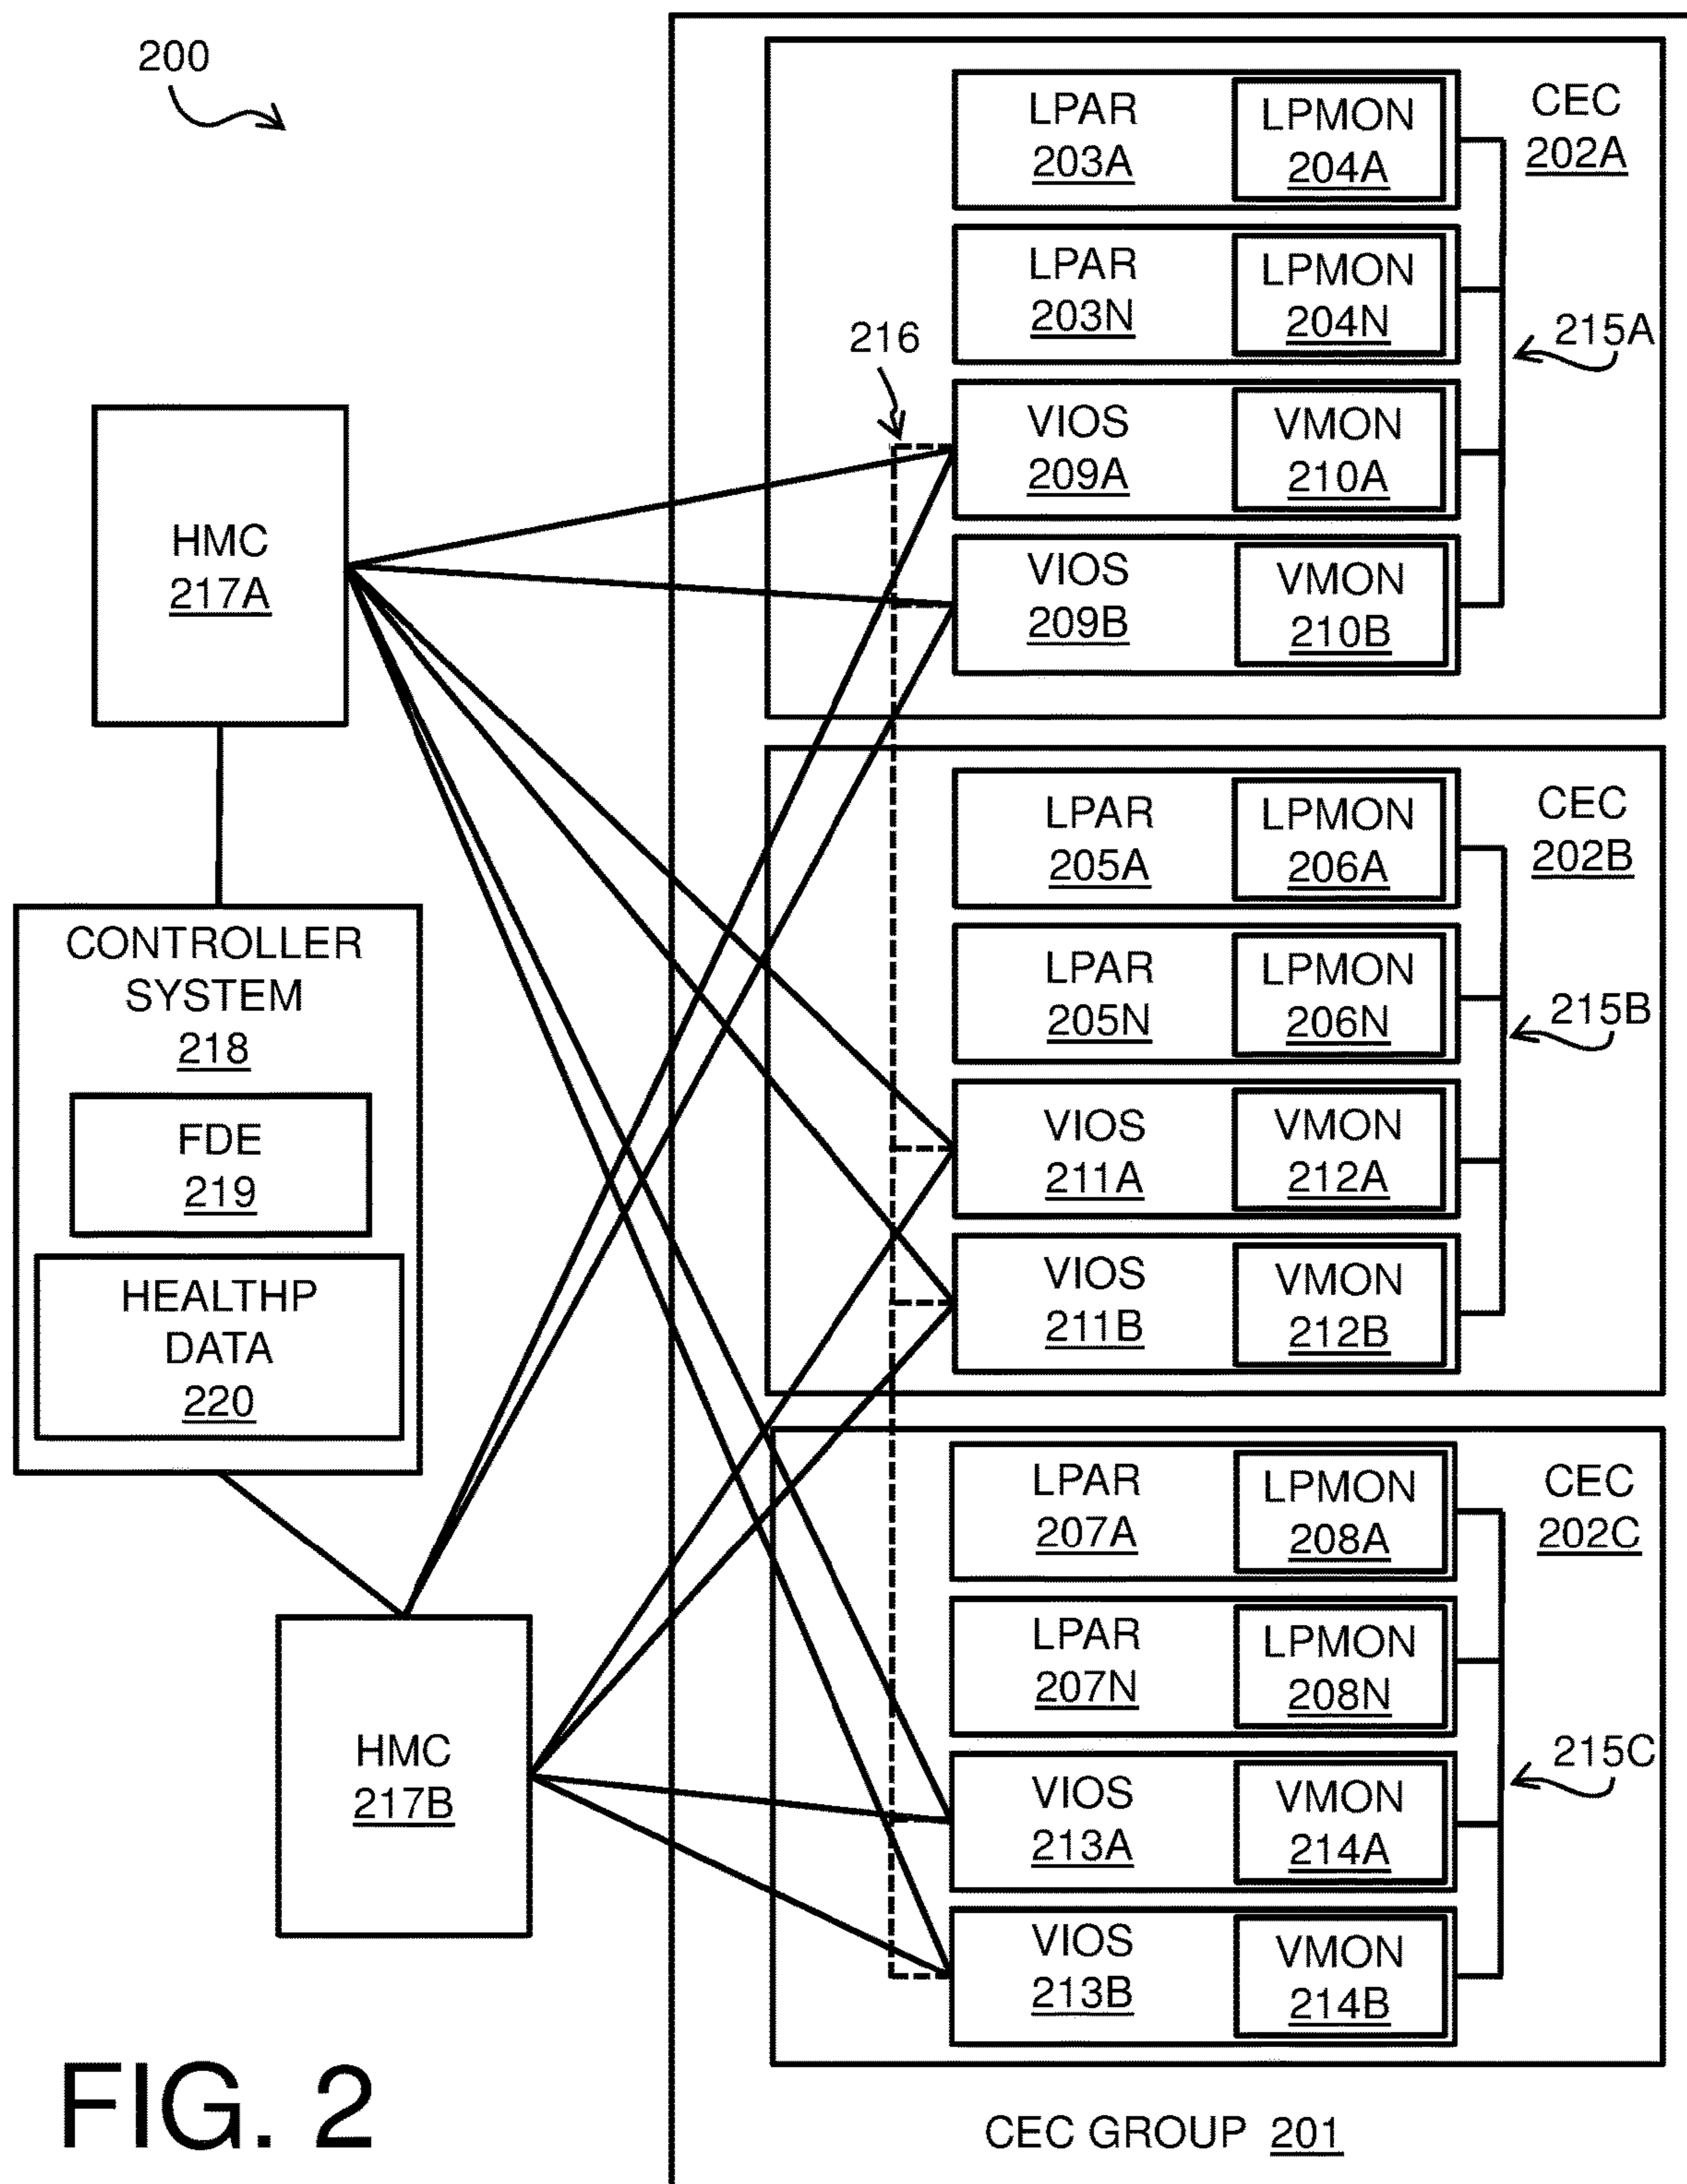 200
LPAR
203A
LPMON
204A
CEC
202A
LPAR
203N
LPMON
204N
215A
216
VIOS
209A
VMON
210A
VIOS
209B
VMON
210B
HMC
217A
LPAR
205A
LPMON
206A
CEC
202B
LPAR
205N
LPMON
206N
215B
VIOS
211A
VMON
212A
VIOS
211B
VMON
212B
CONTROLLER
SYSTEM
218
FDE
219
HEALTHP
DATA
220
LPAR
207A
LPMON
208A
CEC
202C
LPAR
207N
LPMON
208N
215C
VIOS
213A
VMON
214A
VIOS
213B
VMON
214B
HMC
217B
FIG. 2
CEC GROUP 201